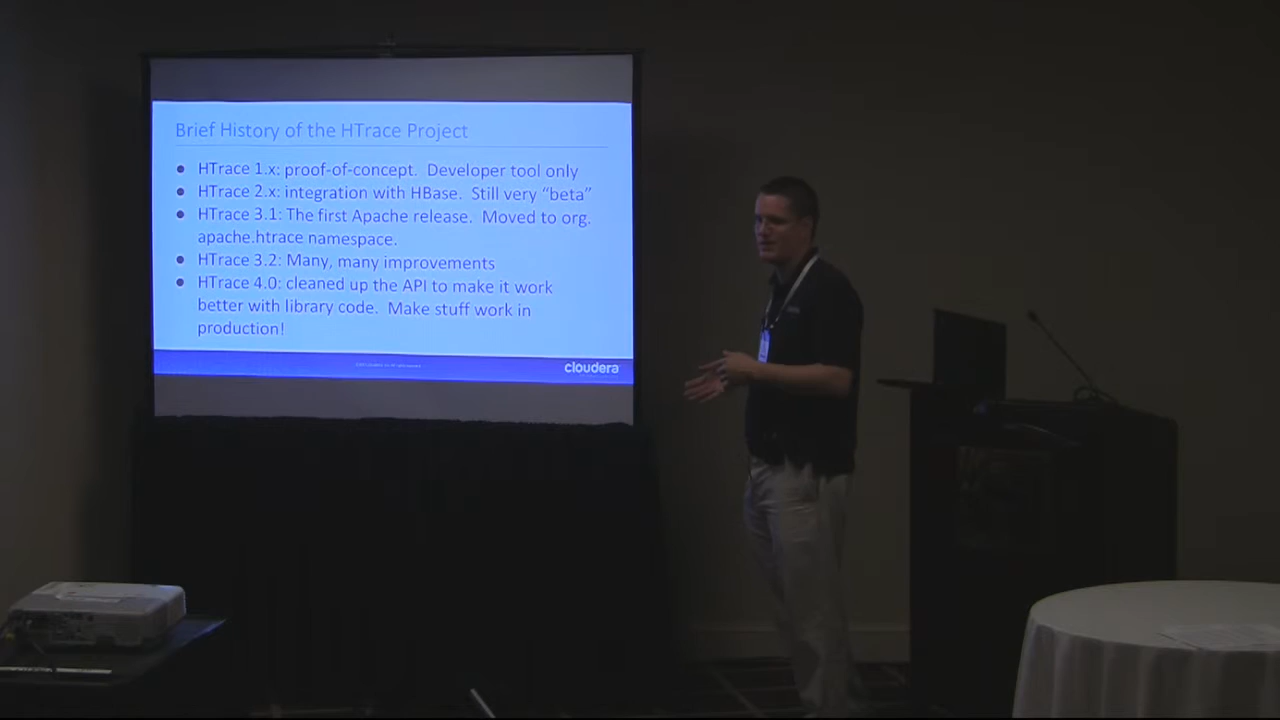 Brief History of the HTrace Project
● HTrace 1.x: proof-of-concept. Developer tool only
● HTrace 2.x: integration with HBase. Still very “beta”
● HTrace 3.1: The first Apache release. Moved to org.
apache.htrace namespace.
● HTrace 3.2: Many, many improvements
● HTrace 4.0: cleaned up the API to make it work
better with library code. Make stuff work in
production!
cloudera